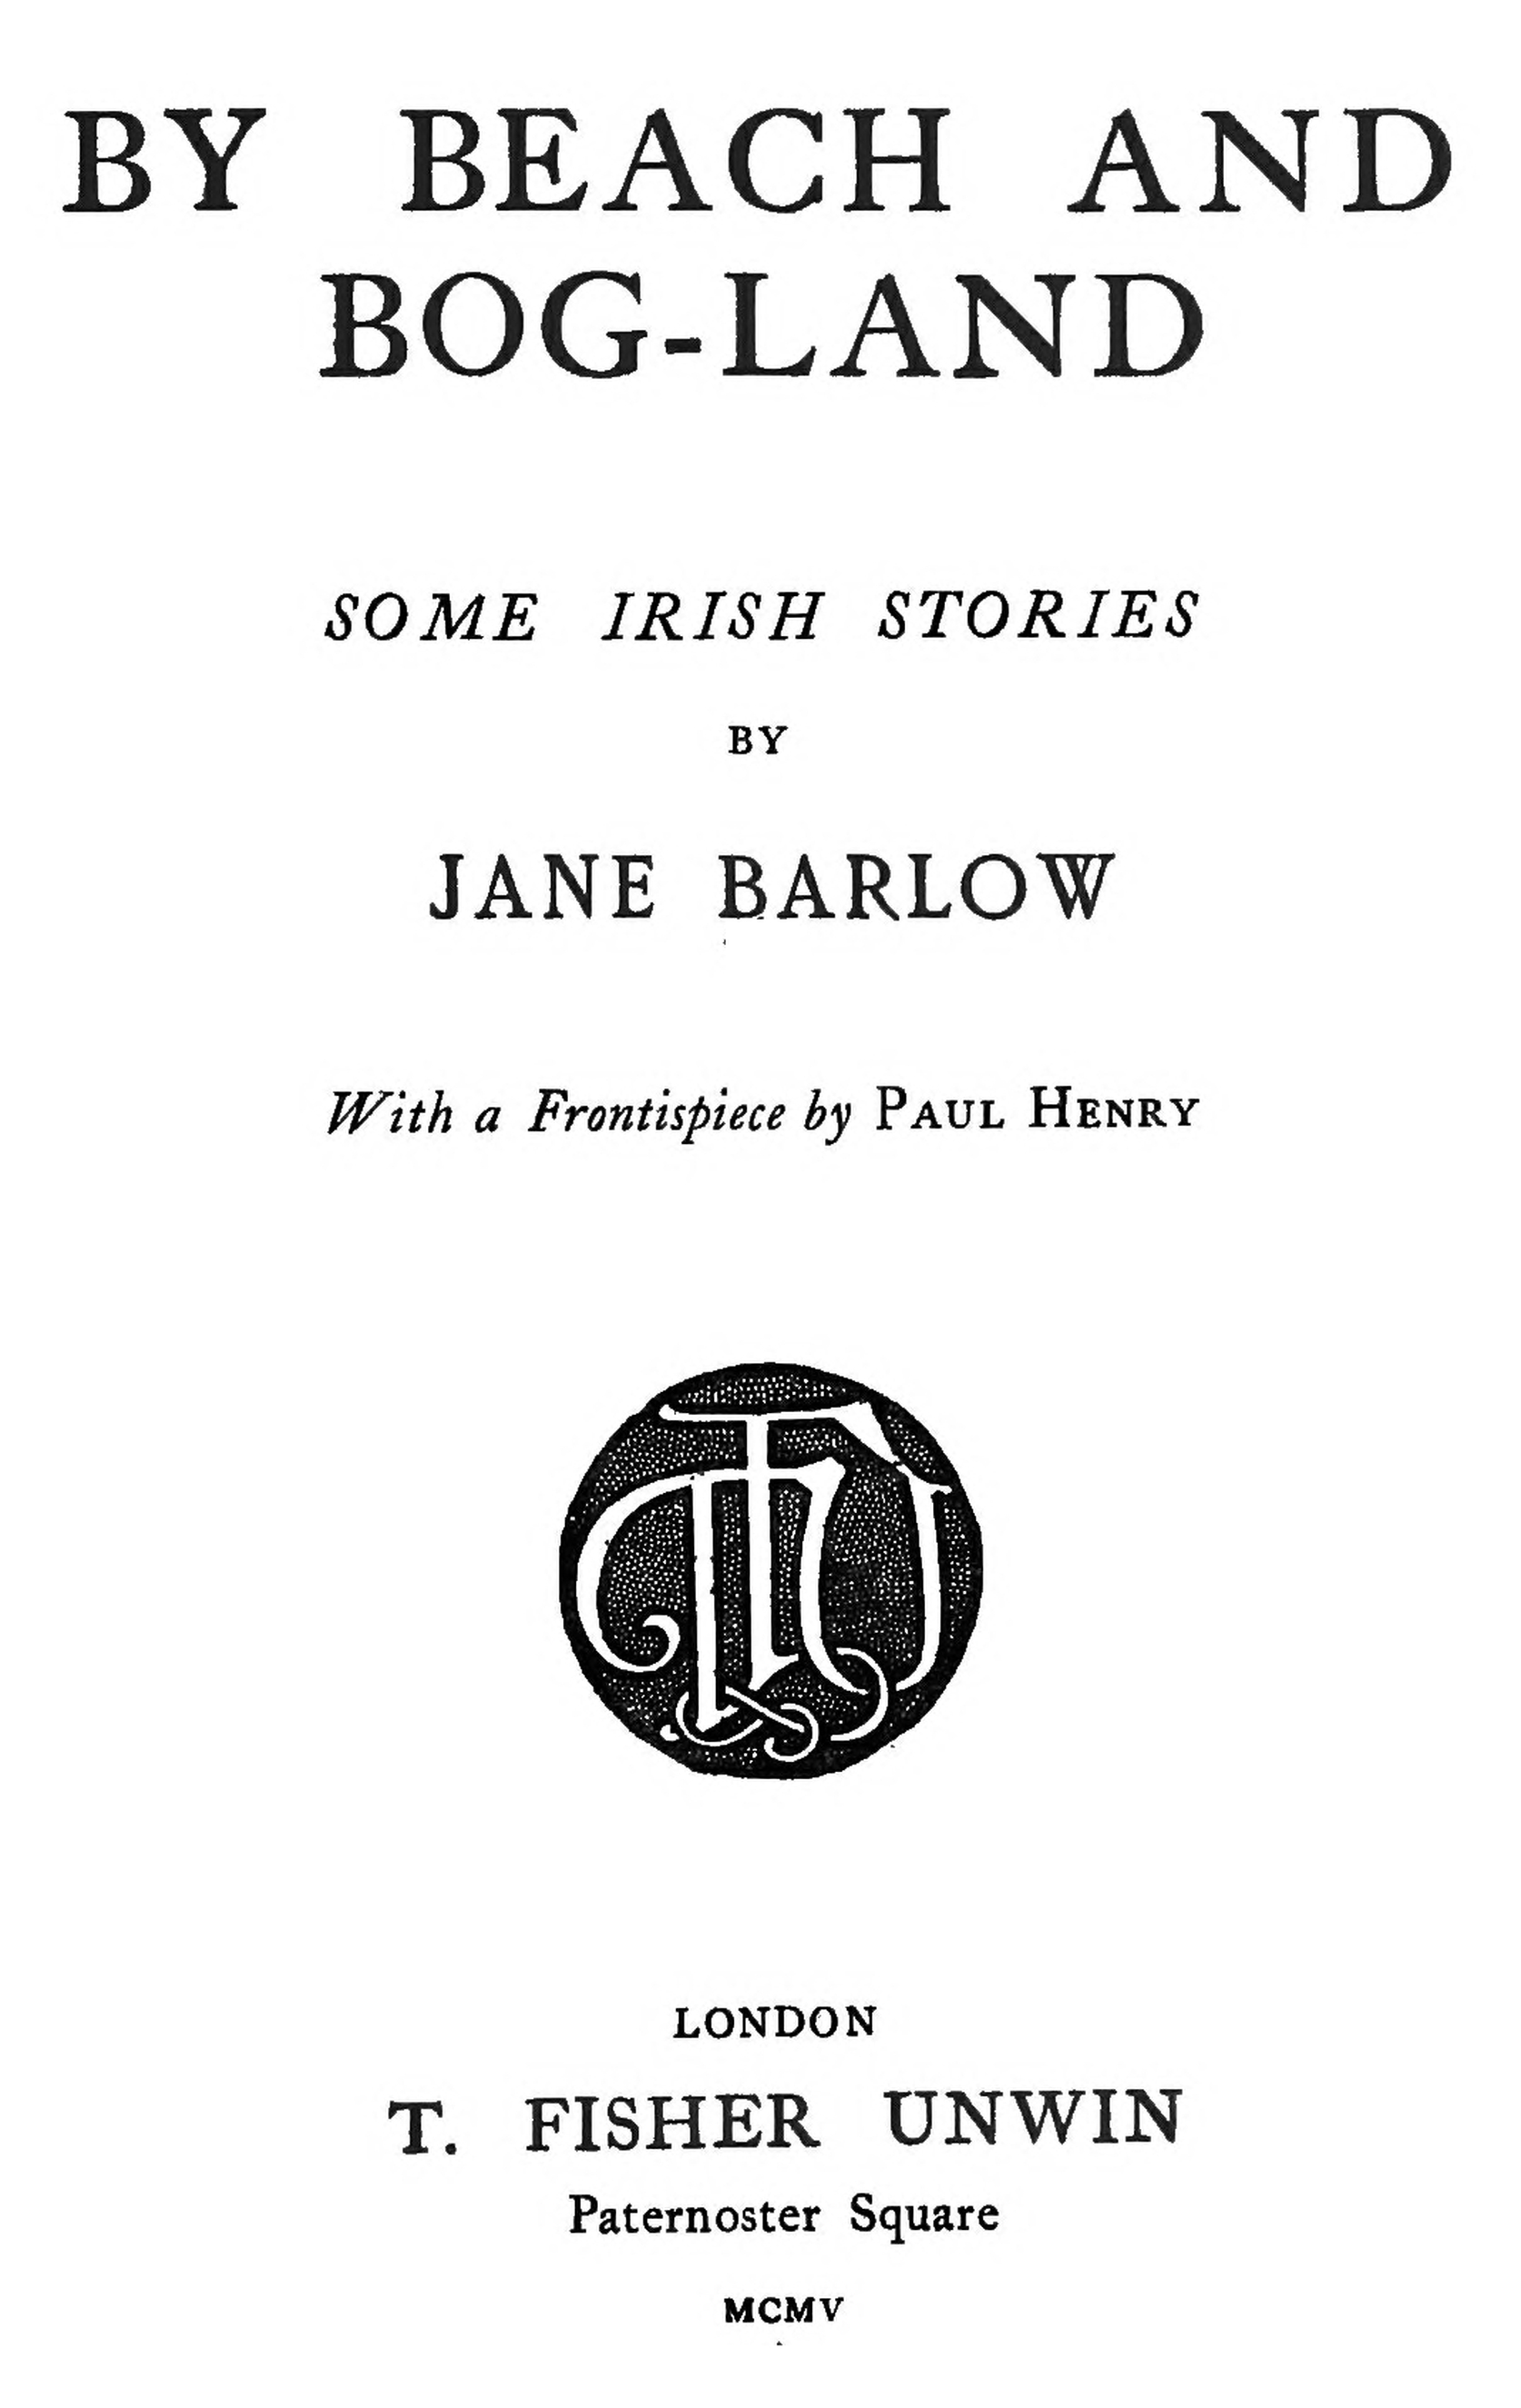 BY BEACH AND
BOG-LAND
SOME IRISH STORIES
BY
JANE BARLOW
With a Frontispiece by PAUL HENRY
LONDON
T. FISHER UNWIN
Paternoster Square
MCMV